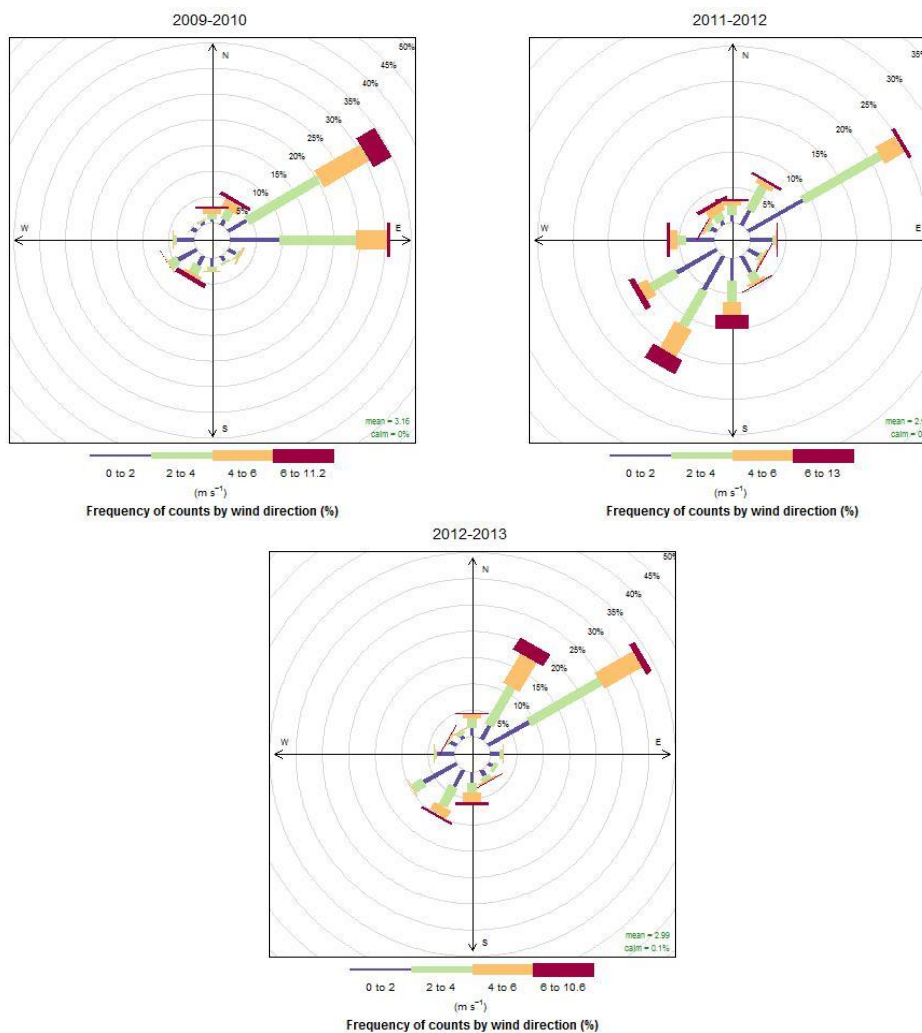 2009-2010
50%
45%
40%
35%
30%
25%
20%
15%
10%
5%
N
W
E
S
mean = 3.16
calm = 0%
0 to 2
2 to 4
4 to 6
6 to 11.2
(m s⁻¹)
Frequency of counts by wind direction (%)
2011-2012
30%
25%
20%
15%
10%
5%
N
W
E
S
0 to 2
2 to 4
4 to 6
6 to 13
(m s⁻¹)
Frequency of counts by wind direction (%)
2012-2013
50%
45%
40%
35%
30%
25%
20%
15%
10%
5%
N
W
E
S
mean = 2.99
calm = 0.1%
0 to 2
2 to 4
4 to 6
6 to 10.6
(m s⁻¹)
Frequency of counts by wind direction (%)